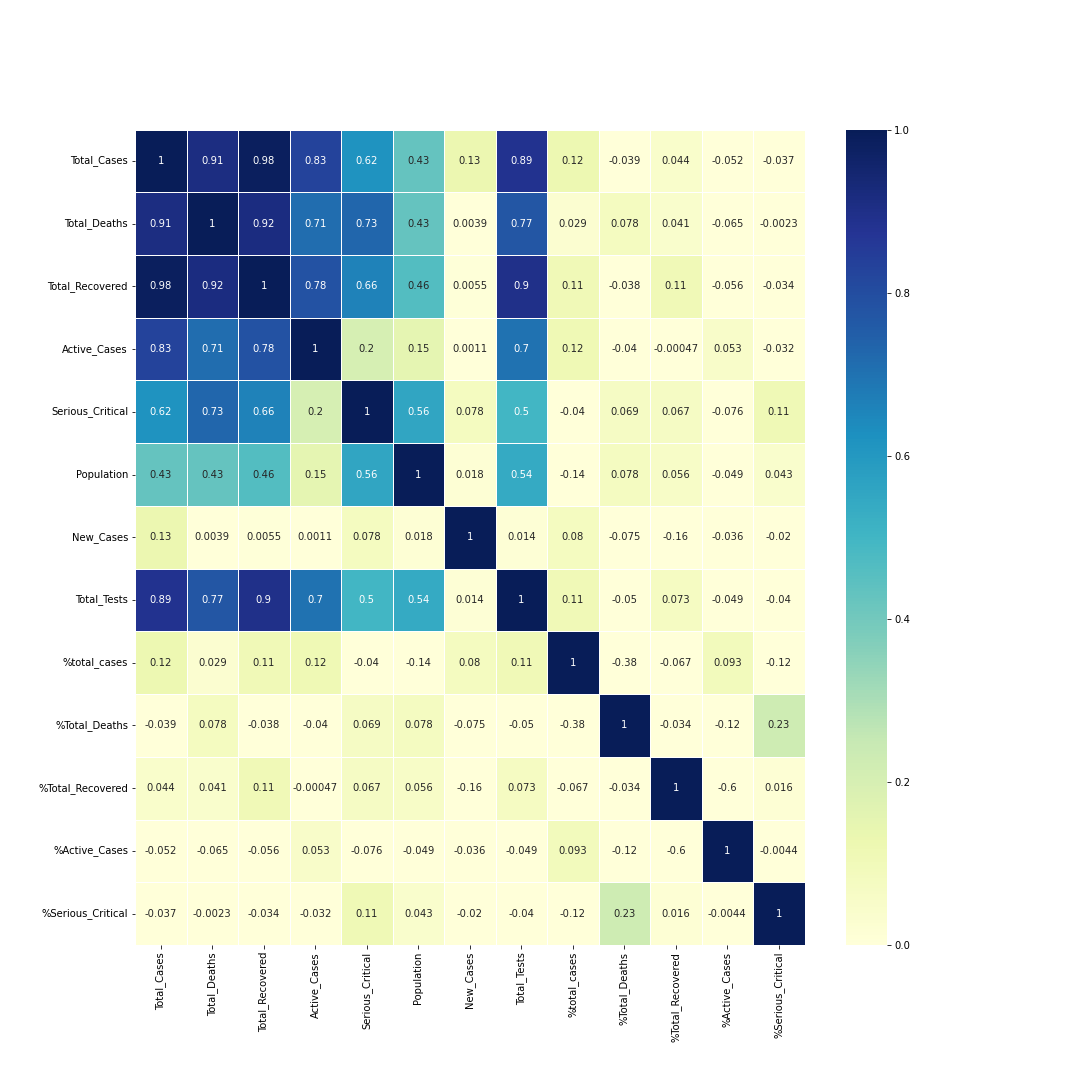 Total_Cases 1 0.91 0.98 0.83 0.62 0.43 0.13 0.89 0.12 -0.039 0.044 -0.052 -0.037
Total_Deaths 0.91 1 0.92 0.71 0.73 0.43 0.0039 0.77 0.029 0.078 0.041 -0.065 -0.0023
Total_Recovered 0.98 0.92 1 0.78 0.66 0.46 0.0055 0.9 0.11 -0.038 0.11 -0.056 -0.034
Active_Cases 0.83 0.71 0.78 1 0.2 0.15 0.0011 0.7 0.12 -0.04 -0.00047 0.053 -0.032
Serious_Critical 0.62 0.73 0.66 0.2 1 0.56 0.078 0.5 -0.04 0.069 0.067 -0.076 0.11
Population 0.43 0.43 0.46 0.15 0.56 1 0.018 0.54 -0.14 0.078 0.056 -0.049 0.043
New_Cases 0.13 0.0039 0.0055 0.0011 0.078 0.018 1 0.014 0.08 -0.075 -0.16 -0.036 -0.02
Total_Tests 0.89 0.77 0.9 0.7 0.5 0.54 0.014 1 0.11 -0.05 0.073 -0.049 -0.04
%total_cases 0.12 0.029 0.11 0.12 -0.04 -0.14 0.08 0.11 1 -0.38 -0.067 0.093 -0.12
%Total_Deaths -0.039 0.078 -0.038 -0.04 0.069 0.078 -0.075 -0.05 -0.38 1 -0.034 -0.12 0.23
%Total_Recovered 0.044 0.041 0.11 -0.00047 0.067 0.056 -0.16 0.073 -0.067 -0.034 1 -0.6 0.016
%Active_Cases -0.052 -0.065 -0.056 0.053 -0.076 -0.049 -0.036 -0.049 0.093 -0.12 -0.6 1 -0.0044
%Serious_Critical -0.037 -0.0023 -0.034 -0.032 0.11 0.043 -0.02 -0.04 -0.12 0.23 0.016 -0.0044 1
Total_Cases
Total_Deaths
Total_Recovered
Active_Cases
Serious_Critical
Population
New_Cases
Total_Tests
%total_cases
%Total_Deaths
%Total_Recovered
%Active_Cases
%Serious_Critical
1.0
0.8
0.6
0.4
0.2
0.0